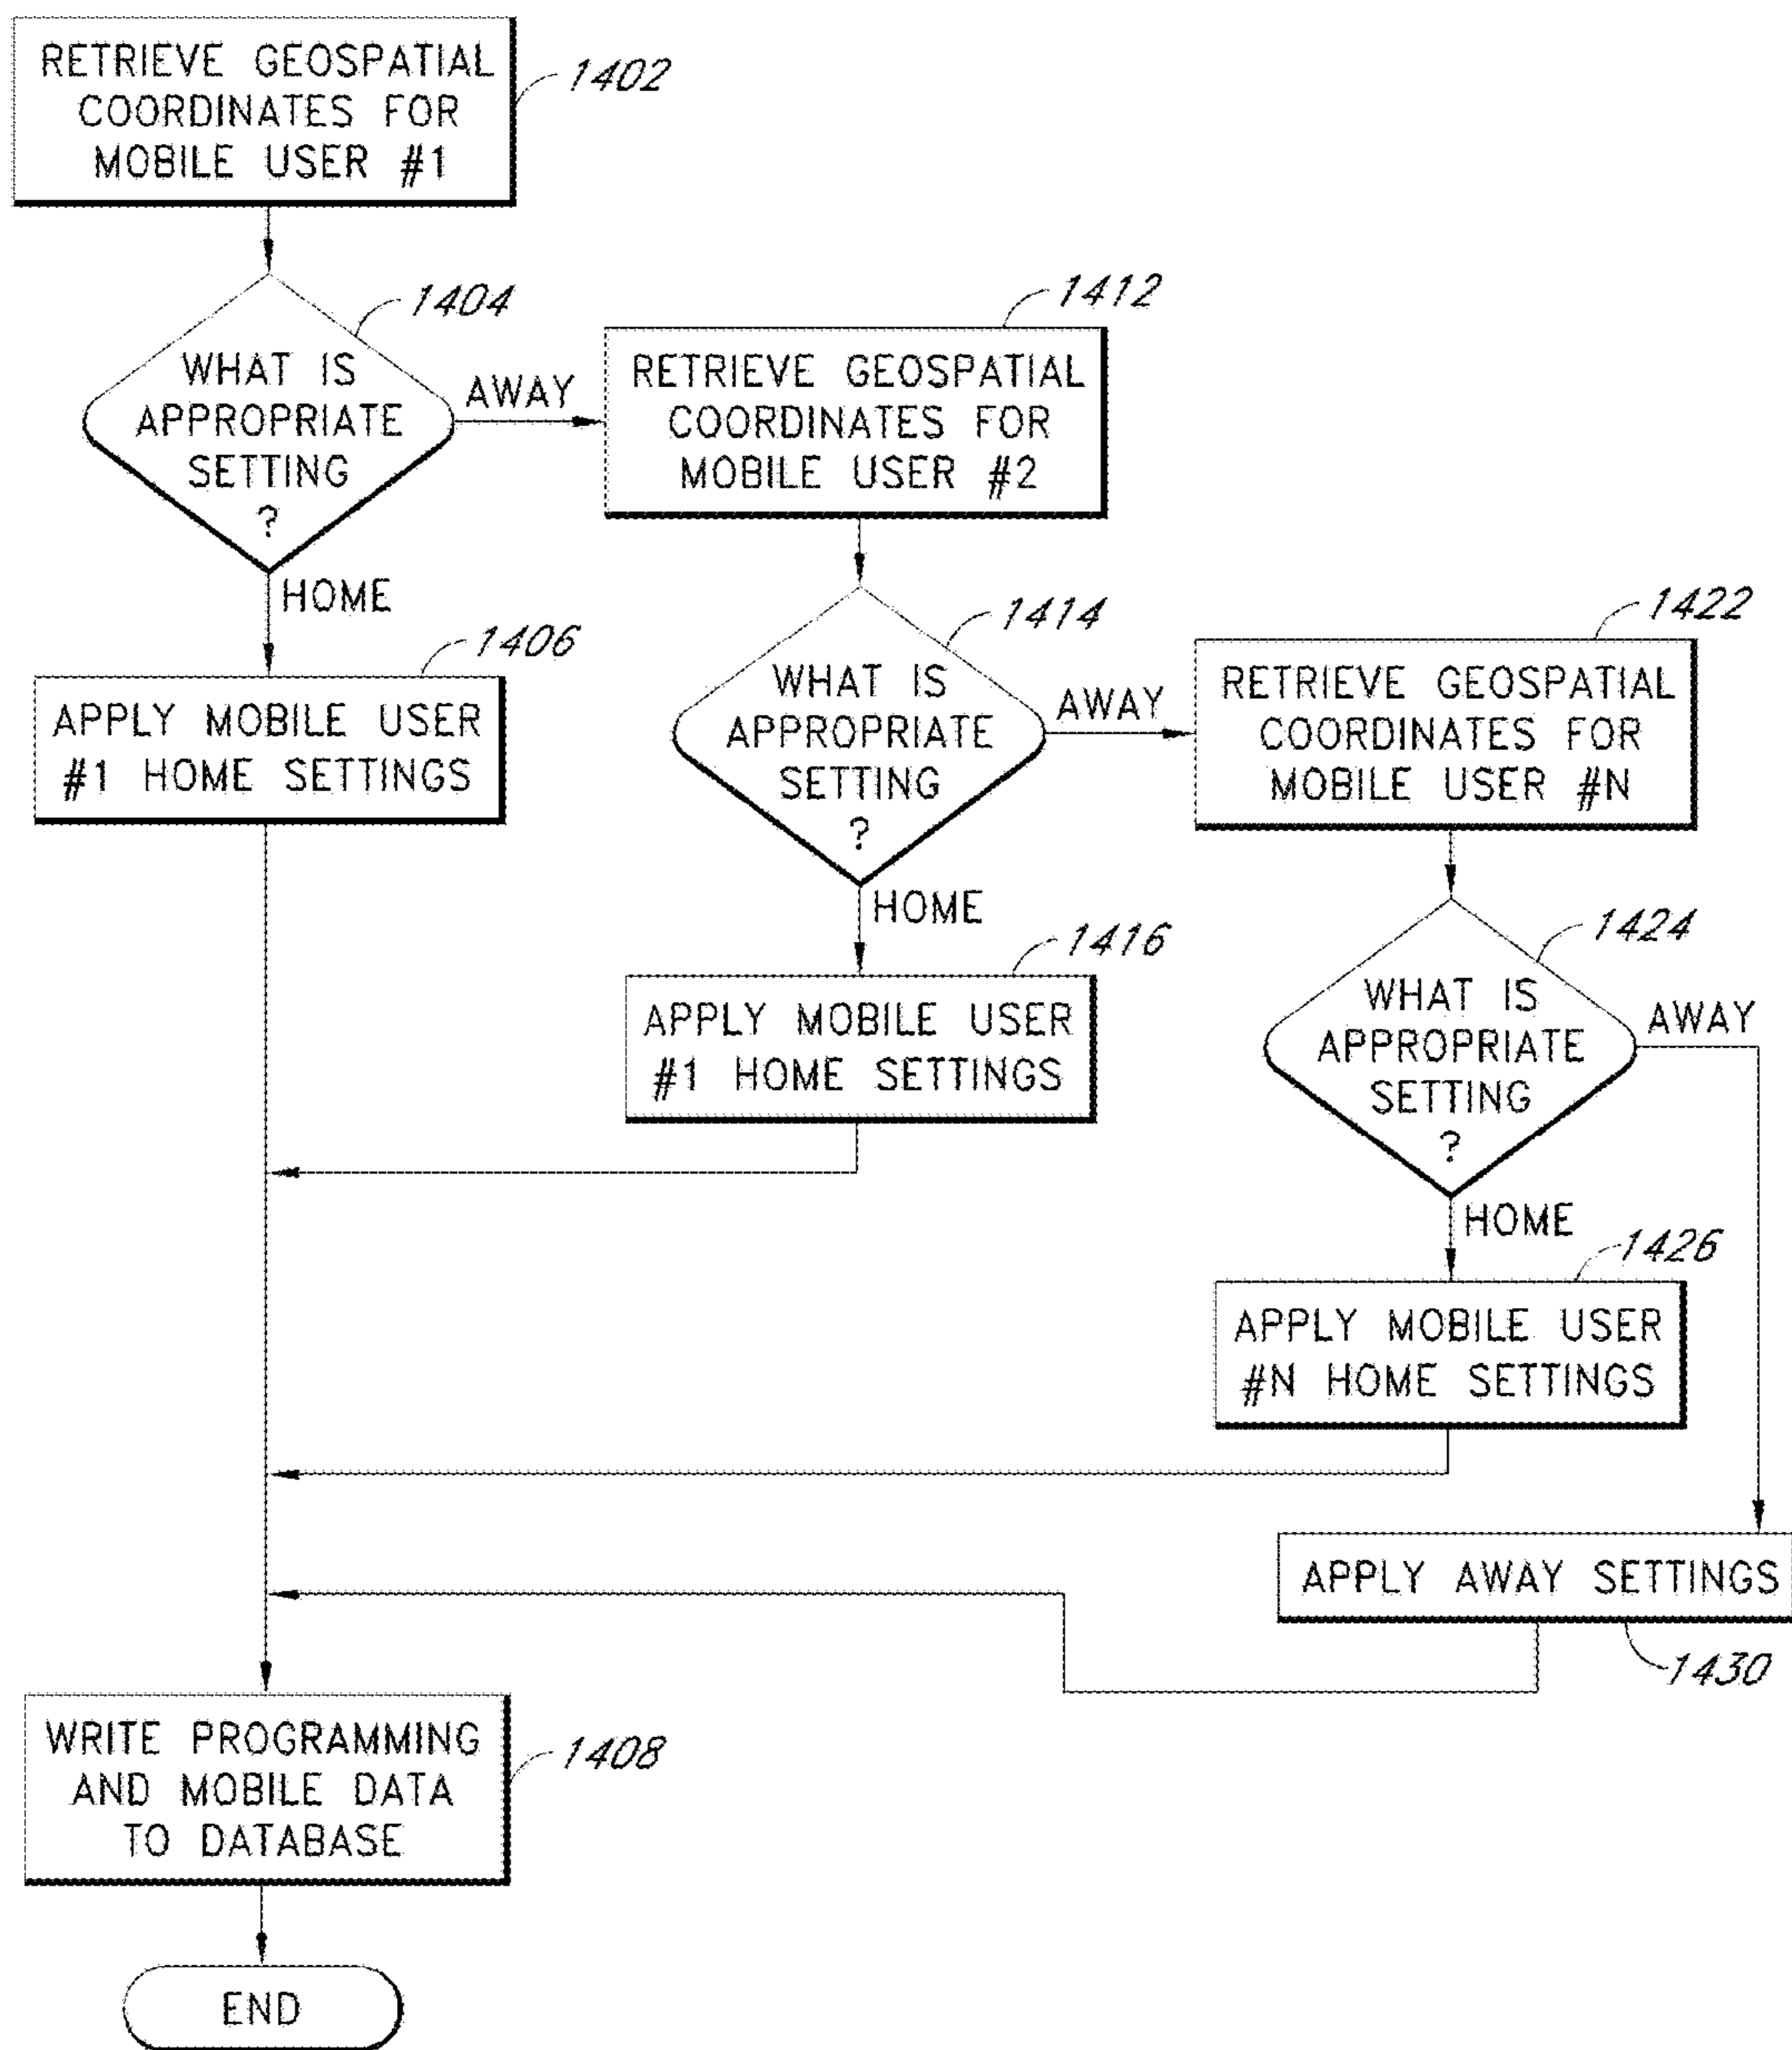 RETRIEVE GEOSPATIAL
COORDINATES FOR
MOBILE USER #1
1402
WHAT IS
APPROPRIATE
SETTING
?
1404
AWAY
HOME
APPLY MOBILE USER
#1 HOME SETTINGS
1406
RETRIEVE GEOSPATIAL
COORDINATES FOR
MOBILE USER #2
1412
WHAT IS
APPROPRIATE
SETTING
?
1414
AWAY
HOME
APPLY MOBILE USER
#1 HOME SETTINGS
1416
RETRIEVE GEOSPATIAL
COORDINATES FOR
MOBILE USER #N
1422
WHAT IS
APPROPRIATE
SETTING
?
1424
AWAY
HOME
APPLY MOBILE USER
#N HOME SETTINGS
1426
APPLY AWAY SETTINGS
1430
WRITE PROGRAMMING
AND MOBILE DATA
TO DATABASE
1408
END